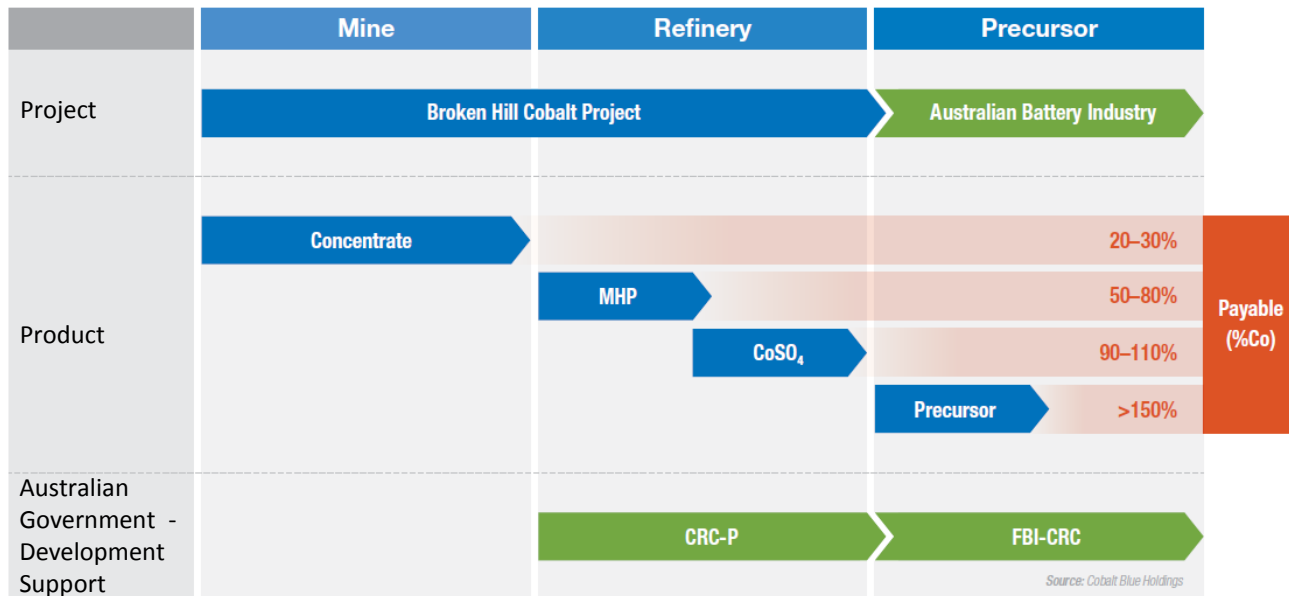 Mine Refinery Precursor
Project
Broken Hill Cobalt Project
Australian Battery Industry
Product
Concentrate
20–30%
MHP
50–80%
CoSO₄
90–110%
Precursor
>150%
Payable
(%Co)
Australian
Government -
Development
Support
CRC-P
FBI-CRC
Source: Cobalt Blue Holdings